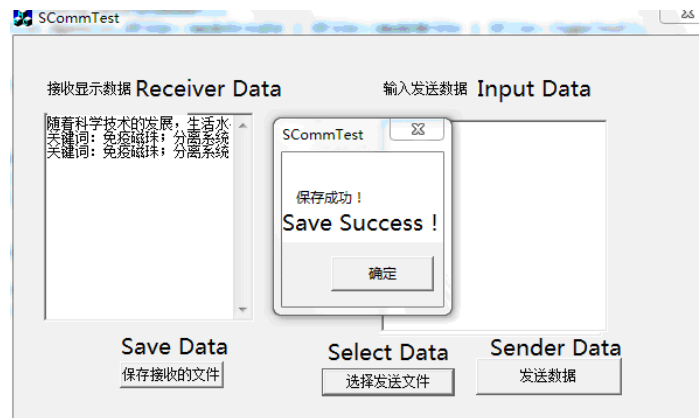 SCommTest
接收显示数据 Receiver Data
输入发送数据 Input Data
随着科学技术的发展，生活水
关键词：免疫磁珠；分离系统
关键词：免疫磁珠；分离系统
SCommTest
保存成功！
Save Success !
确定
Save Data
保存接收的文件
Select Data
选择发送文件
Sender Data
发送数据